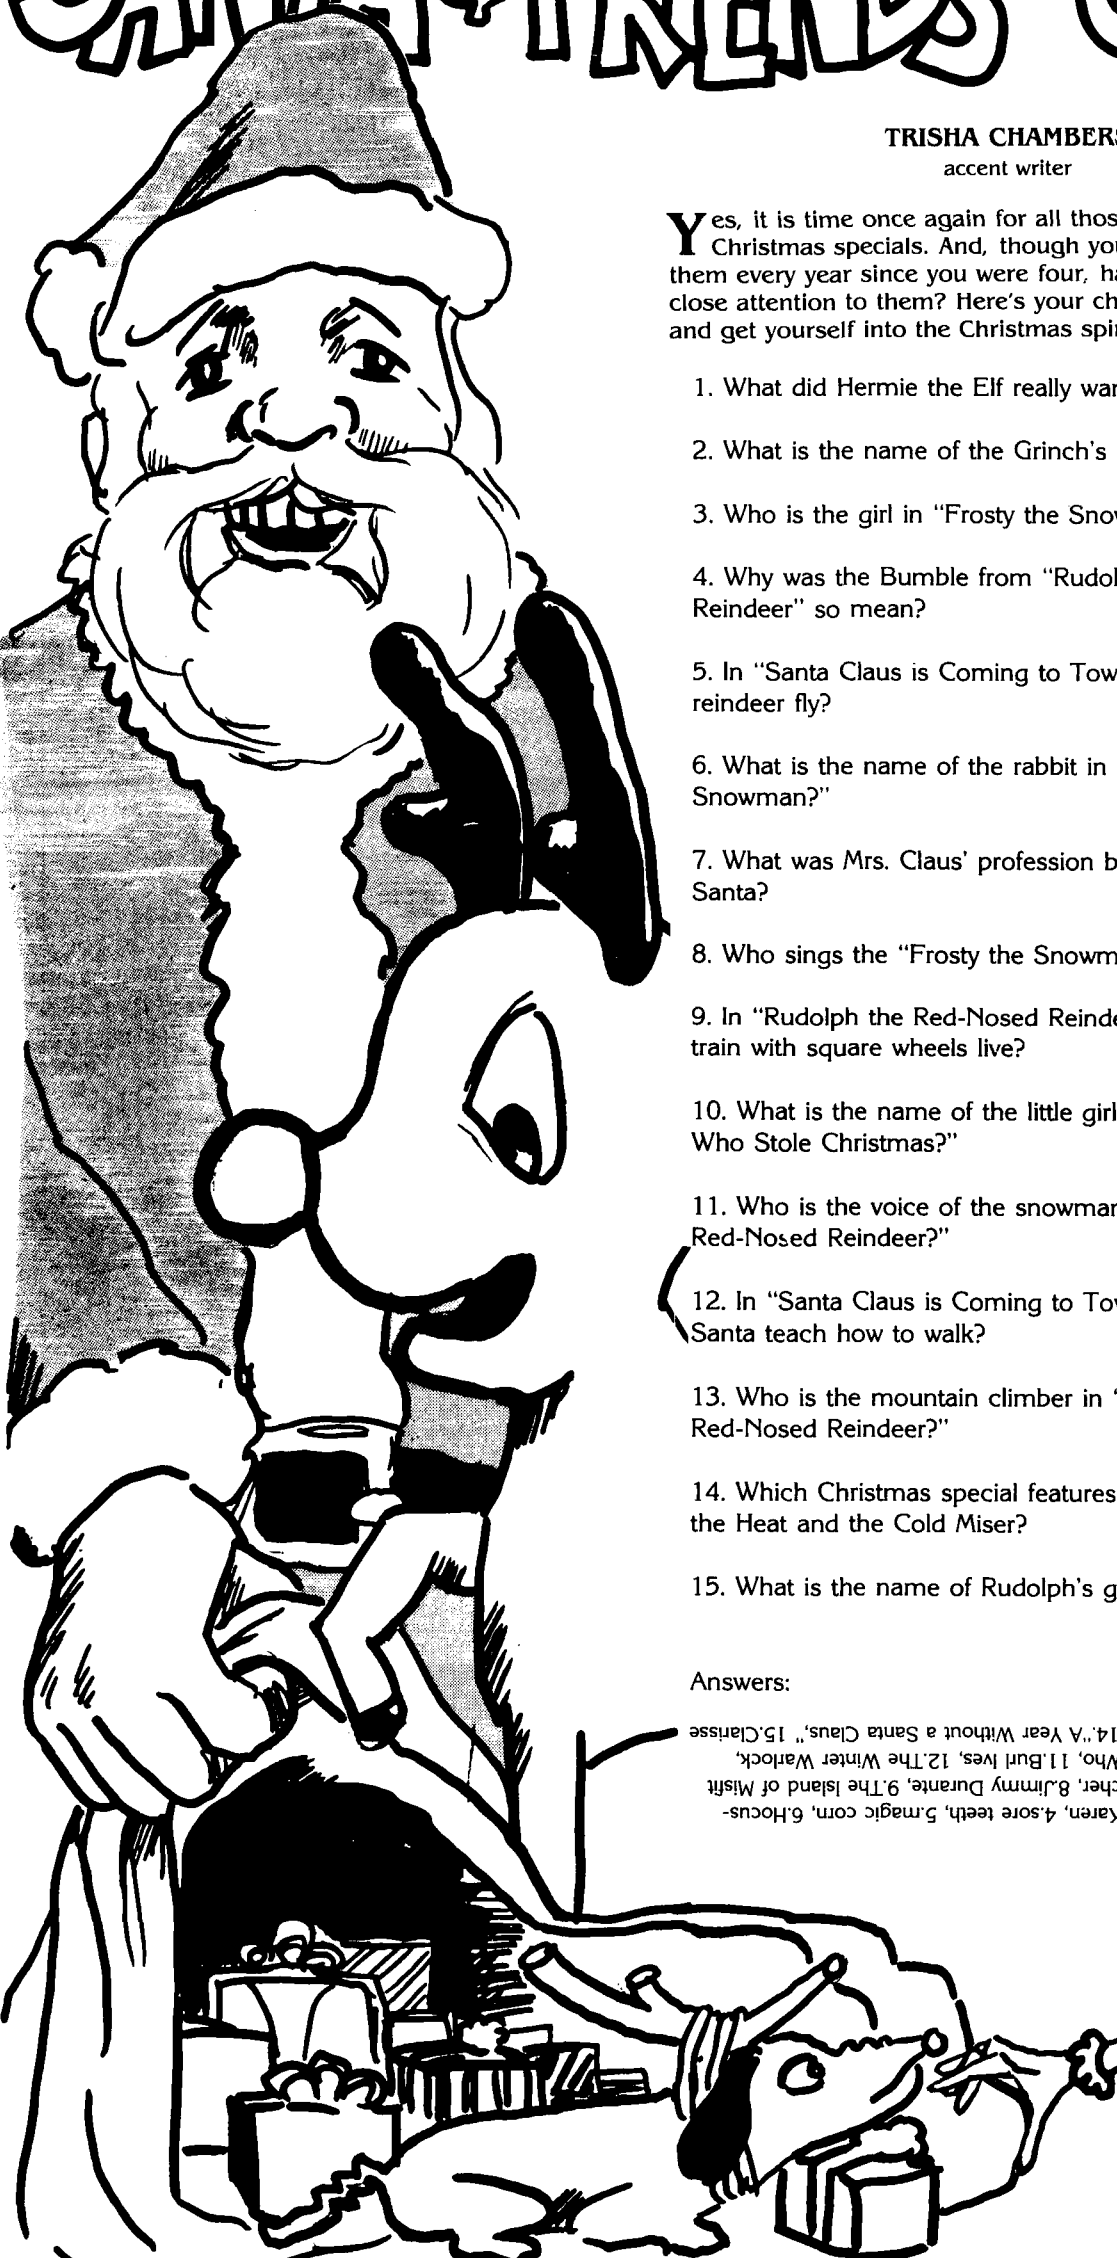 SANTA & FRIENDS
TRISHA CHAMBERS
accent writer
Yes, it is time once again for all thos
Christmas specials. And, though yo
them every year since you were four, ha
close attention to them? Here's your ch
and get yourself into the Christmas spi
1. What did Hermie the Elf really wan
2. What is the name of the Grinch's
3. Who is the girl in "Frosty the Sno
4. Why was the Bumble from "Rudol
Reindeer" so mean?
5. In "Santa Claus is Coming to Tow
reindeer fly?
6. What is the name of the rabbit in
Snowman?"
7. What was Mrs. Claus' profession b
Santa?
8. Who sings the "Frosty the Snowm
9. In "Rudolph the Red-Nosed Reinde
train with square wheels live?
10. What is the name of the little girl
Who Stole Christmas?"
11. Who is the voice of the snowman
Red-Nosed Reindeer?"
12. In "Santa Claus is Coming to To
Santa teach how to walk?
13. Who is the mountain climber in "
Red-Nosed Reindeer?"
14. Which Christmas special features
the Heat and the Cold Miser?
15. What is the name of Rudolph's g
Answers:
Karen, 4.sore teeth, 5.magic corn, 6.Hocus-
cher, 8.Jimmy Durante, 9.The Island of Misfit
Who, 11.Burl Ives, 12.The Winter Warlock,
14."A Year Without a Santa Claus," 15.Clarisse